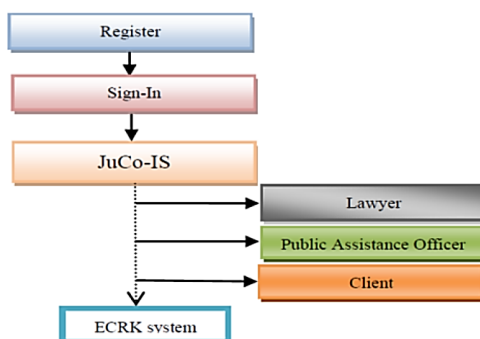 Register
Sign-In
JuCo-IS
Lawyer
Public Assistance Officer
Client
ECRK system